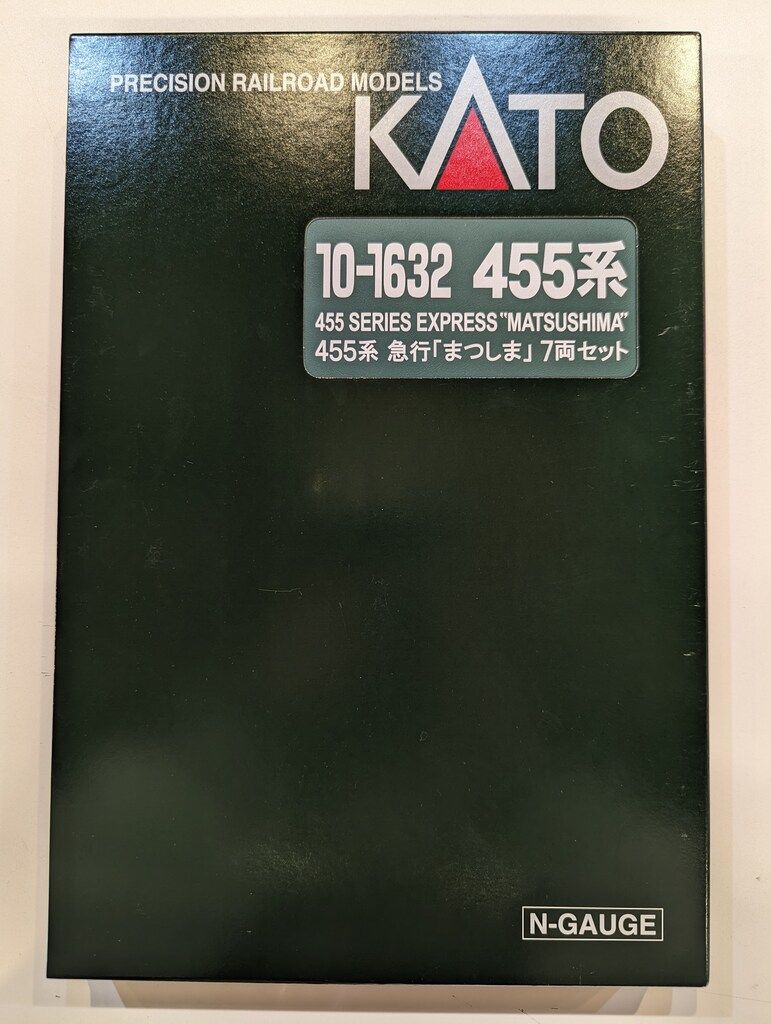 PRECISION RAILROAD MODELS
KATO
10-1632 455系
455 SERIES EXPRESS "MATSUSHIMA"
455系 急行「まつしま」 7両セット
N-GAUGE